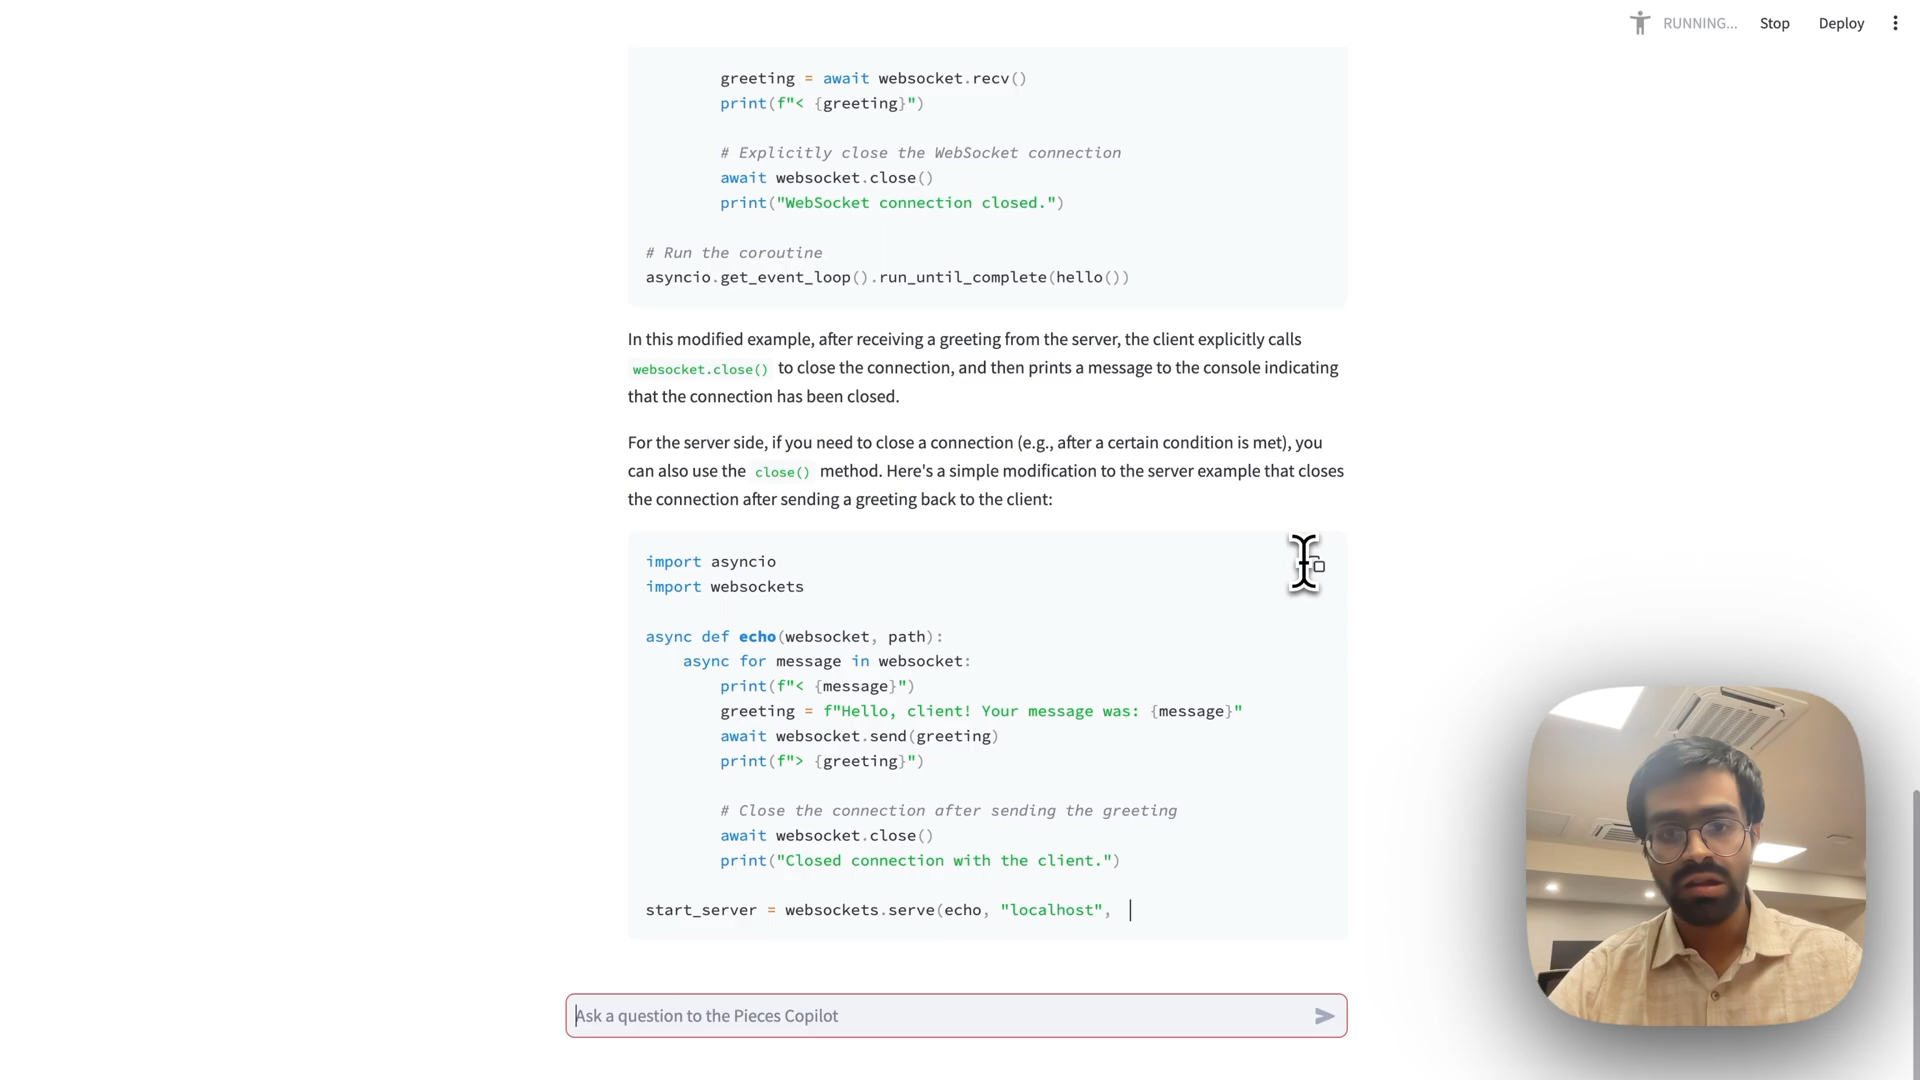 RUNNING... Stop Deploy
greeting = await websocket.recv()
print(f"< {greeting}")
# Explicitly close the WebSocket connection
await websocket.close()
print("WebSocket connection closed.")
# Run the coroutine
asyncio.get_event_loop().run_until_complete(hello())
In this modified example, after receiving a greeting from the server, the client explicitly calls
websocket.close() to close the connection, and then prints a message to the console indicating
that the connection has been closed.
For the server side, if you need to close a connection (e.g., after a certain condition is met), you
can also use the close() method. Here's a simple modification to the server example that closes
the connection after sending a greeting back to the client:
import asyncio
import websockets
async def echo(websocket, path):
async for message in websocket:
print(f"< {message}")
greeting = f"Hello, client! Your message was: {message}"
await websocket.send(greeting)
print(f"> {greeting}")
# Close the connection after sending the greeting
await websocket.close()
print("Closed connection with the client.")
start_server = websockets.serve(echo, "localhost",
Ask a question to the Pieces Copilot